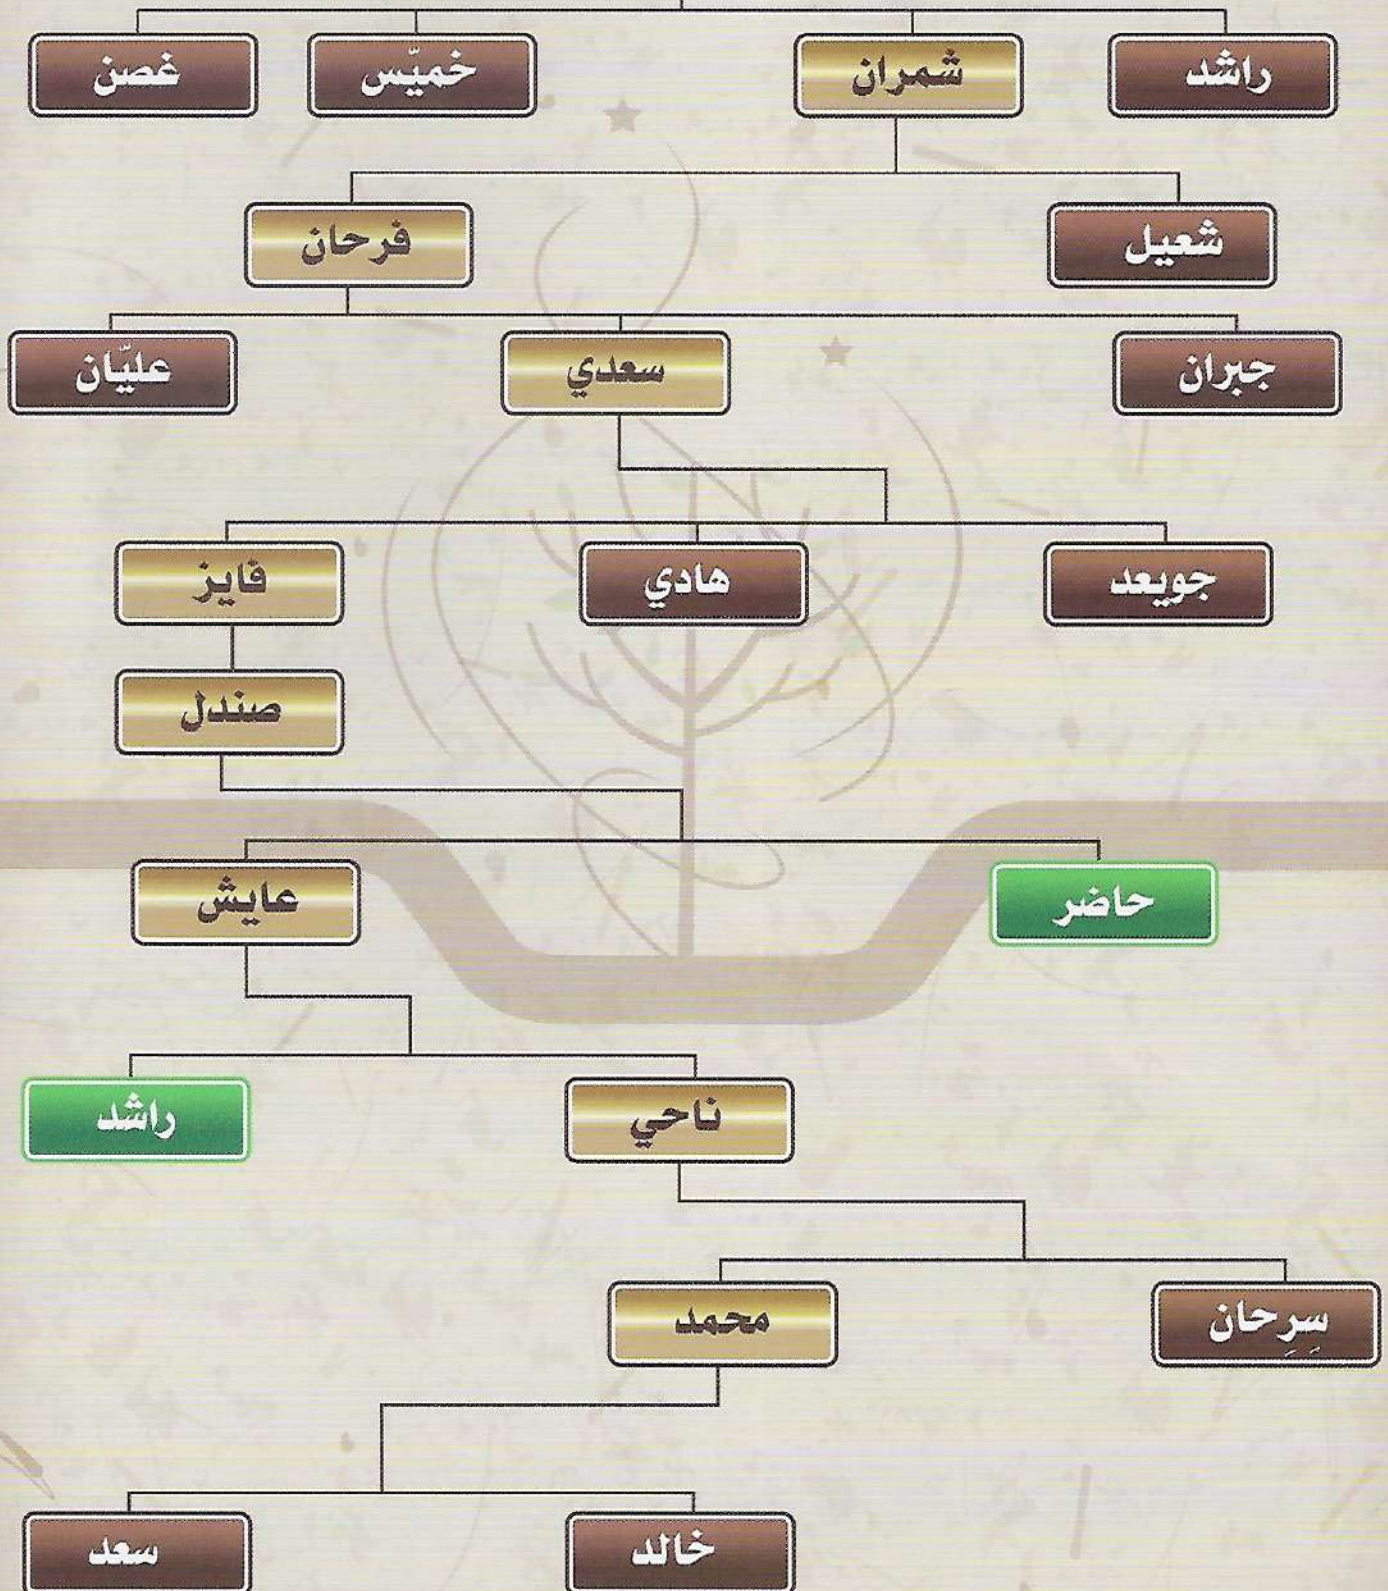 راشد
شمران
خميّس
غصن
شعيل
فرحان
جبران
سعدي
عليّان
جويعد
هادي
فايز
صندل
حاضر
عايش
ناحي
راشد
سِرِحان
محمد
خالد
سعد